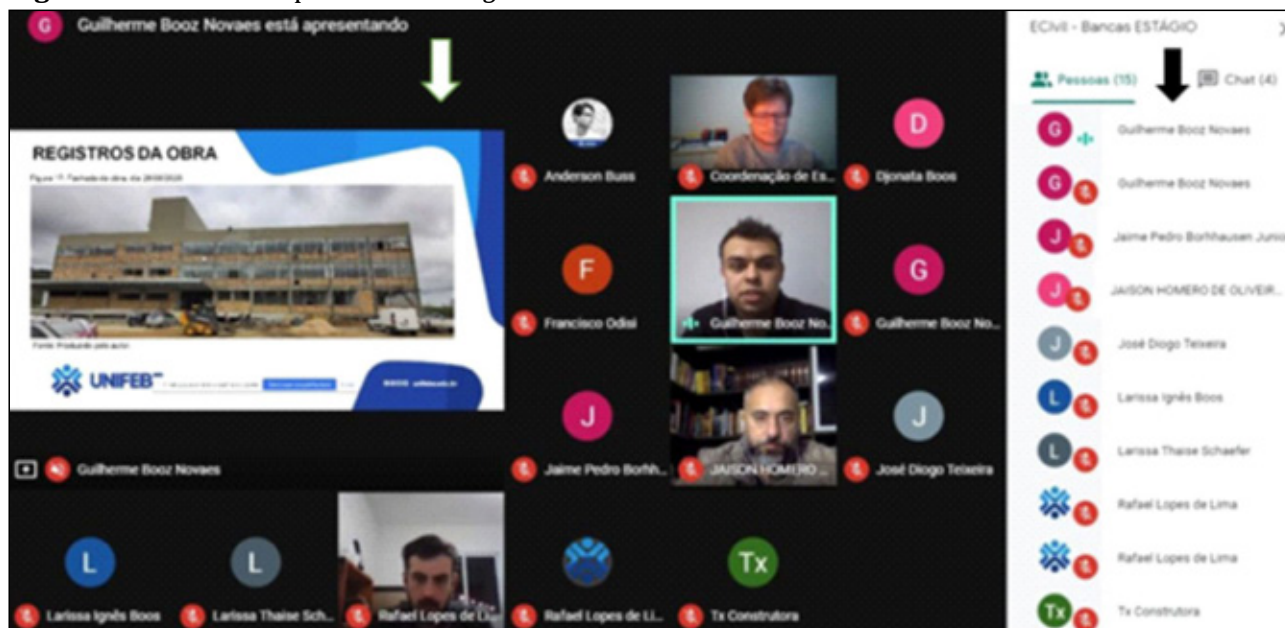 G Guilherme Booz Novaes está apresentando
REGISTROS DA OBRA
UNIFEB
Guilherme Booz Novaes
Anderson Buss
Coordenação de Es...
D
Djonata Boos
F
Francisco Odisi
Guilherme Booz No...
G
Guilherme Booz No...
J
Jaime Pedro Borhh...
JAISON HOMERO ...
J
José Diogo Teixeira
L
Larissa Ignês Boos
L
Larissa Thaise Sch...
Rafael Lopes de Li...
Rafael Lopes de Li...
Tx
Tx Construtora
ECivil - Bancas ESTÁGIO
Pessoas (15)
Chat (4)
G Guilherme Booz Novaes
G Guilherme Booz Novaes
J Jaime Pedro Borhhausen Junio
J JAISON HOMERO DE OLIVEIR...
J José Diogo Teixeira
L Larissa Ignês Boos
L Larissa Thaise Schaefer
Rafael Lopes de Lima
Rafael Lopes de Lima
Tx Tx Construtora